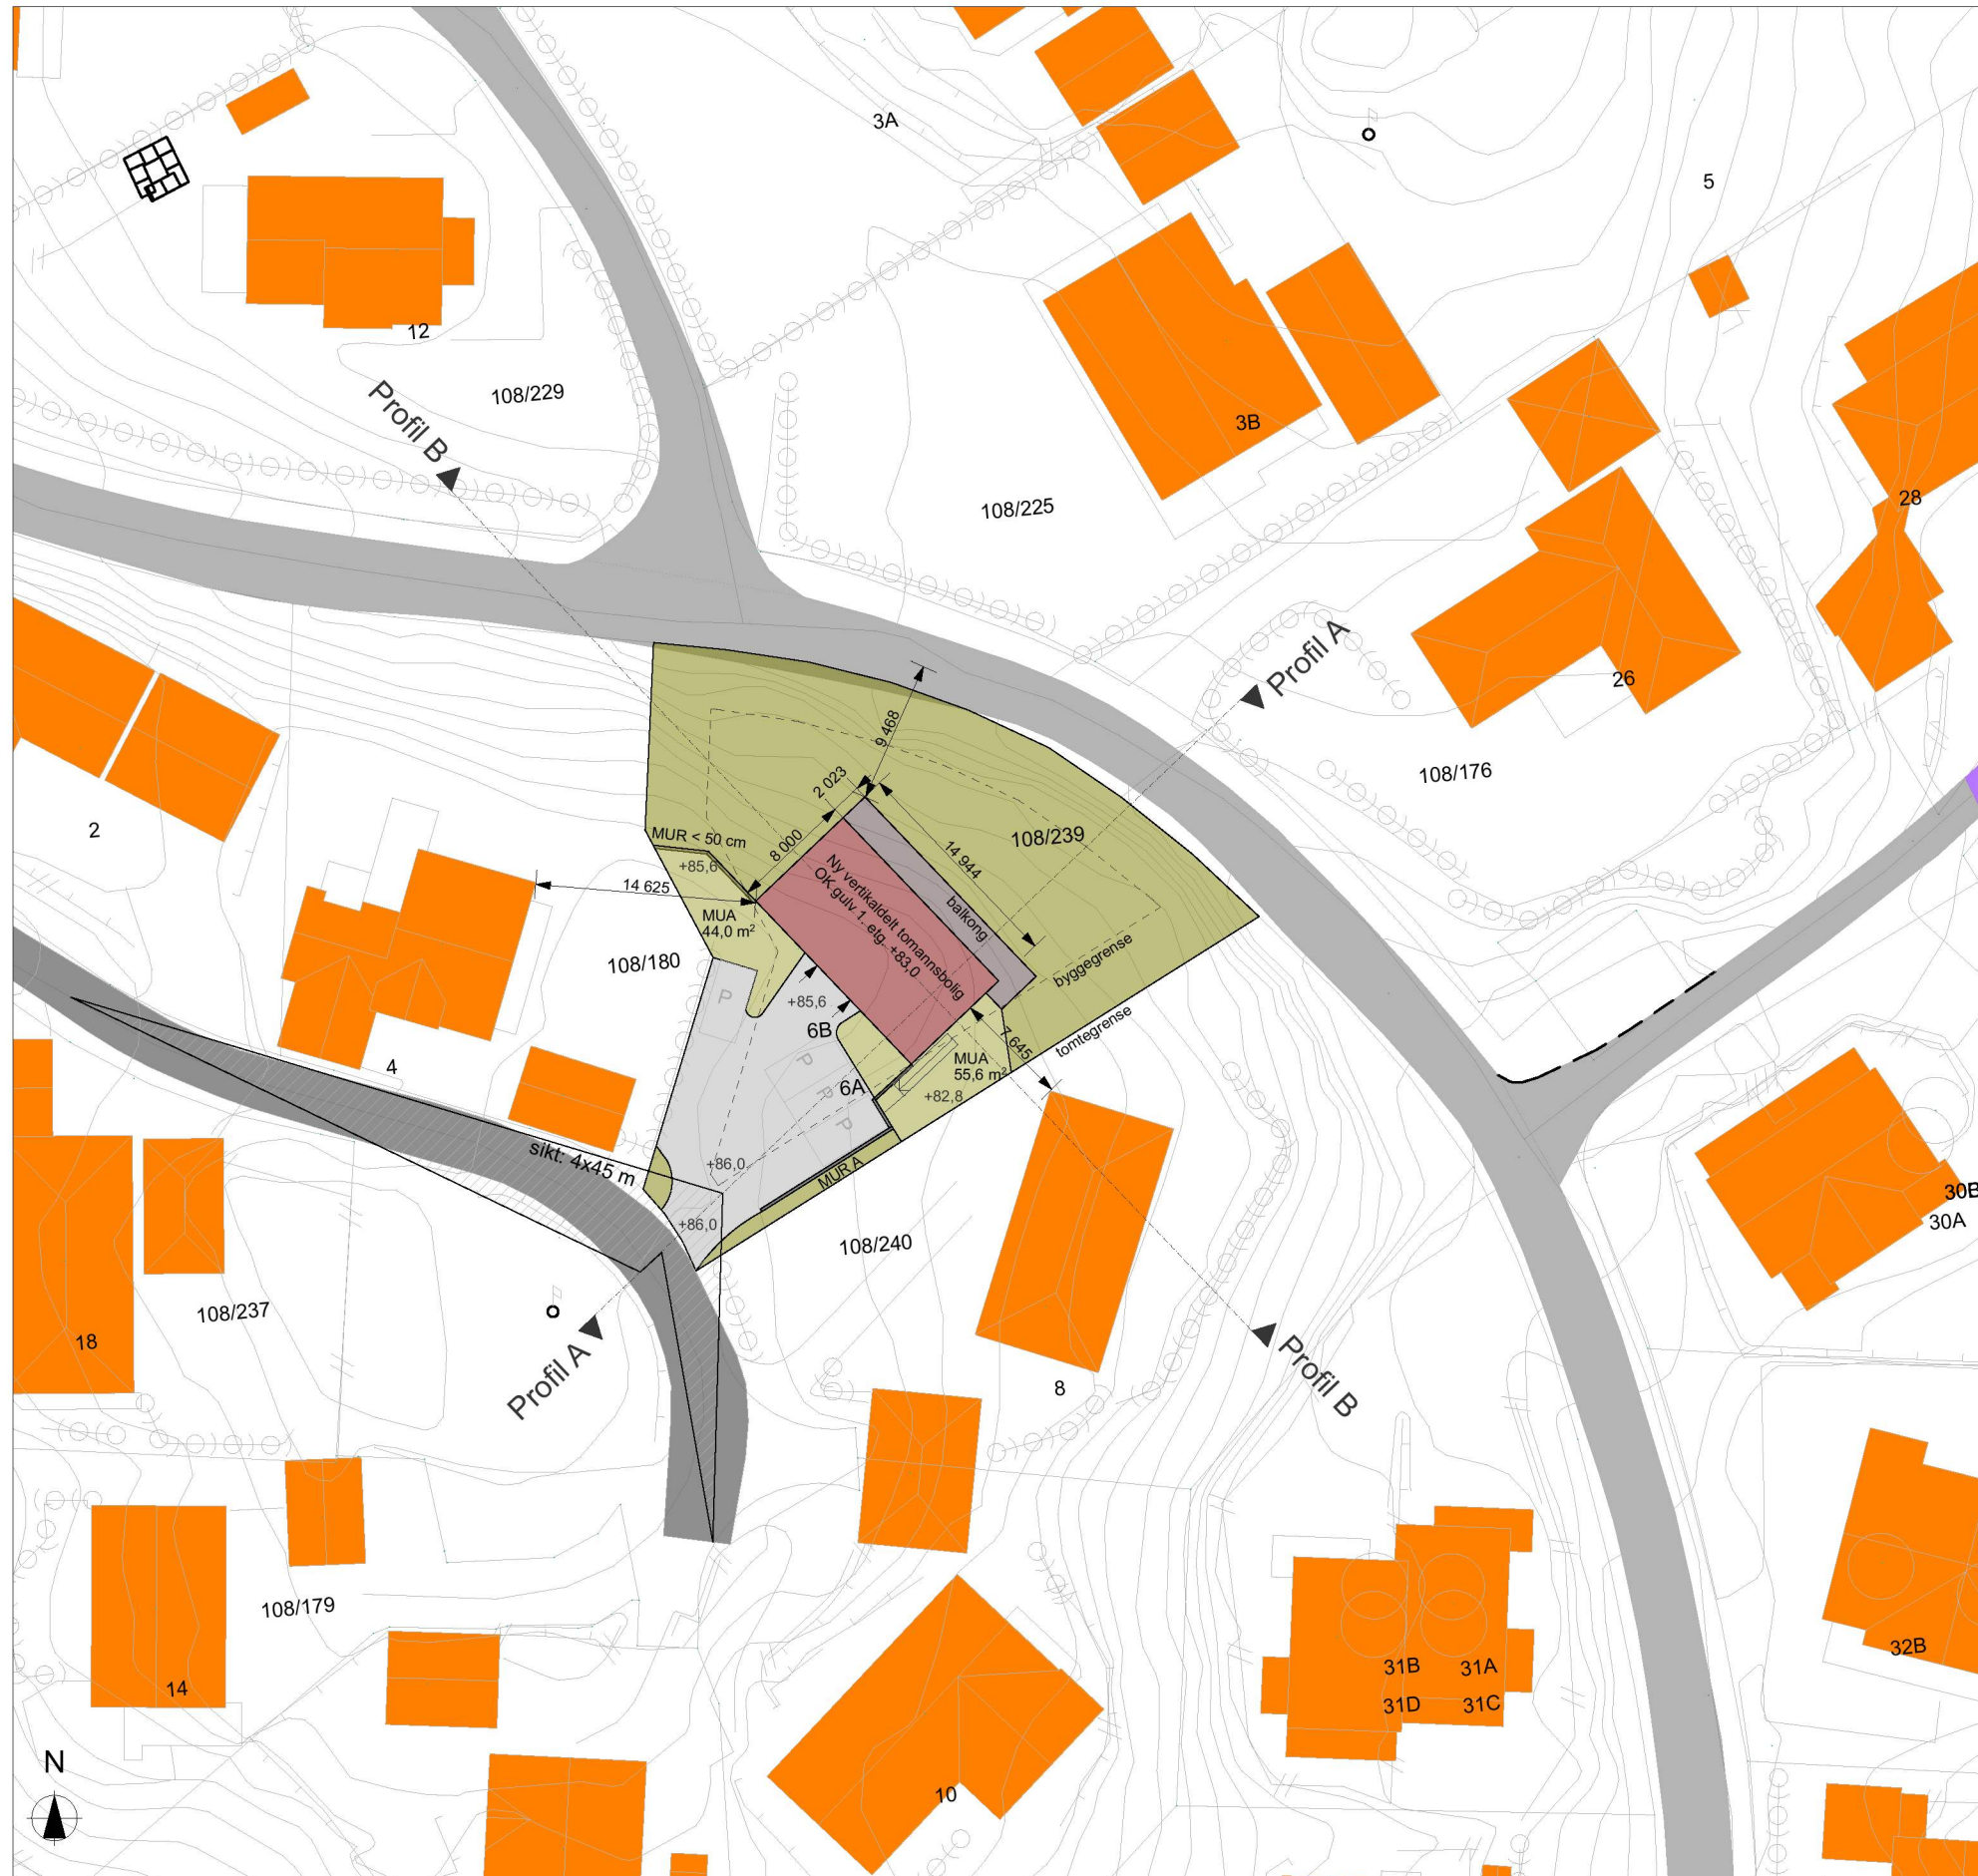 3A
5
12
108/229
Profil B
3B
108/225
28
Profil A
26
108/176
9 468
2 023
8 000
14 944
108/239
MUR < 50 cm
+85,6
14 625
MUA
44,0 m²
Ny vertikaldelt tomannsbolig
OK gulv 1. etg. +83,0
balkong
byggegrense
tomtegrense
2
108/180
P
+85,6
6B
P
P
P
6A
MUA
55,6 m²
7 645
+82,8
4
sikt: 4x45 m
+86,0
MUR A
+86,0
108/240
108/237
18
Profil A
8
Profil B
30B
30A
108/179
14
31B
31A
31D
31C
32B
10
N